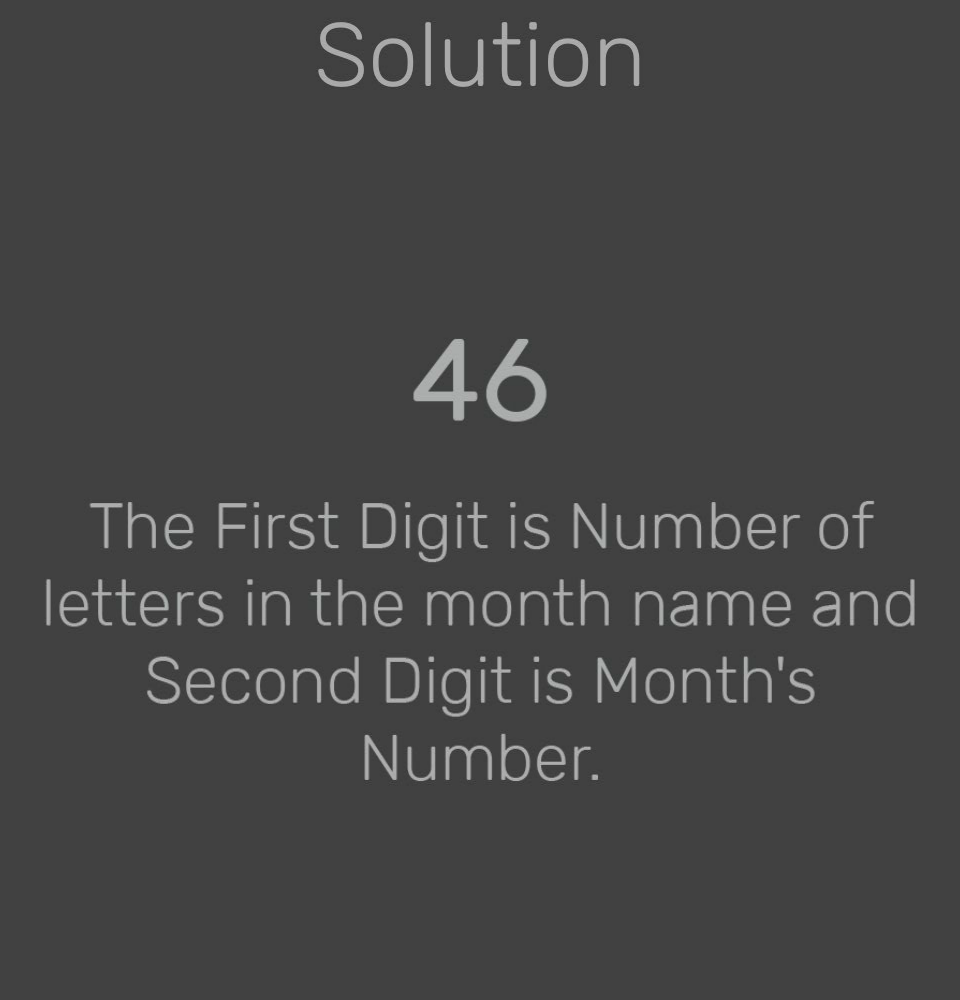 Solution
46
The First Digit is Number of
letters in the month name and
Second Digit is Month's
Number.